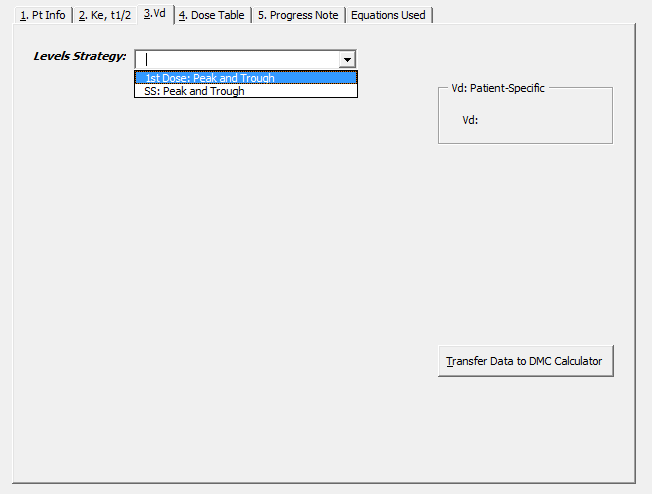 1. Pt Info 2. Ke, t1/2 3.Vd 4. Dose Table 5. Progress Note Equations Used
Levels Strategy:
1st Dose: Peak and Trough
SS: Peak and Trough
Vd: Patient-Specific
Vd:
Transfer Data to DMC Calculator